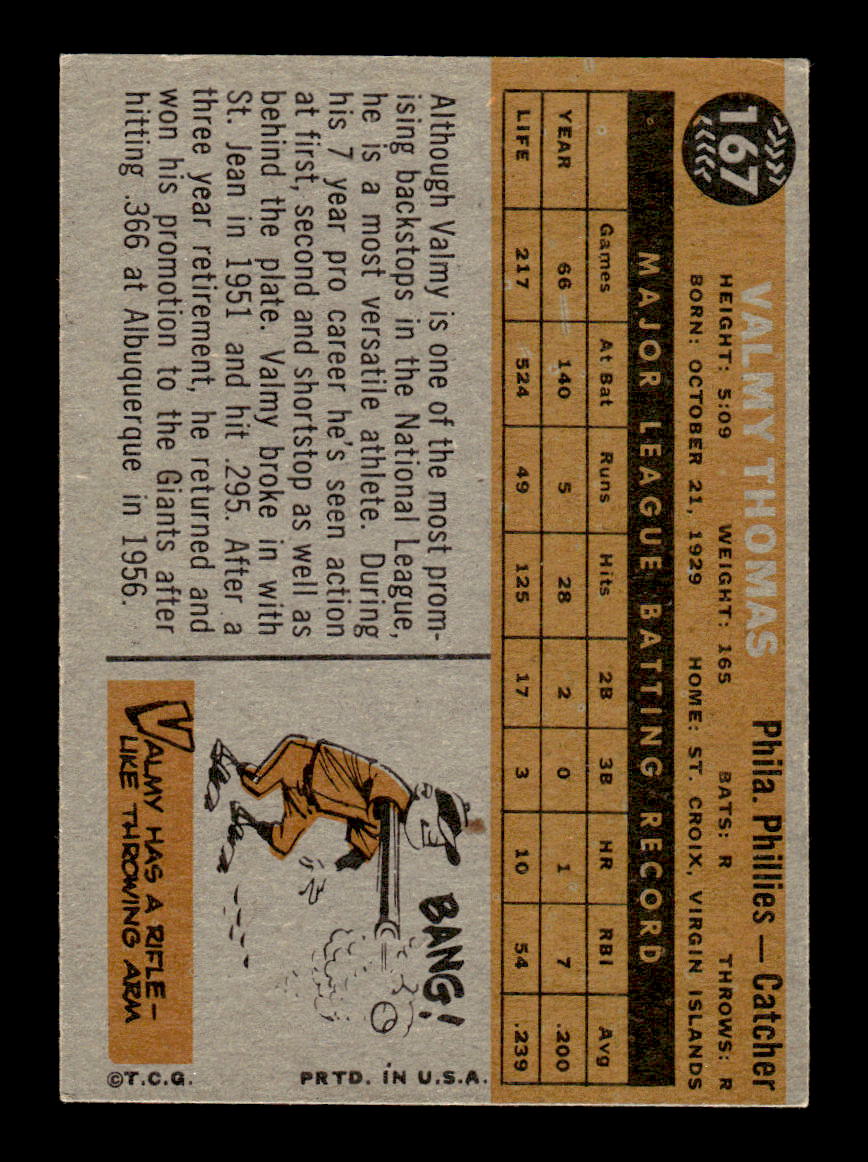 167
VALMY THOMAS Phila. Phillies — Catcher
HEIGHT: 5:09 WEIGHT: 165 BATS: R THROWS: R
BORN: OCTOBER 21, 1929 HOME: ST. CROIX, VIRGIN ISLANDS
MAJOR LEAGUE BATTING RECORD
Games At Bat Runs Hits 2B 3B HR RBI Avg
YEAR 66 140 5 28 2 0 1 7 .200
LIFE 217 524 49 125 17 3 10 54 .239
Although Valmy is one of the most prom-
ising backstops in the National League,
he is a most versatile athlete. During
his 7 year pro career he's seen action
at first, second and shortstop as well as
behind the plate. Valmy broke in with
St. Jean in 1951 and hit .295. After a
three year retirement, he returned and
won his promotion to the Giants after
hitting .366 at Albuquerque in 1956.
BANG!
VALMY HAS A RIFLE-
LIKE THROWING ARM
©T.C.G. PRTD. IN U.S.A.